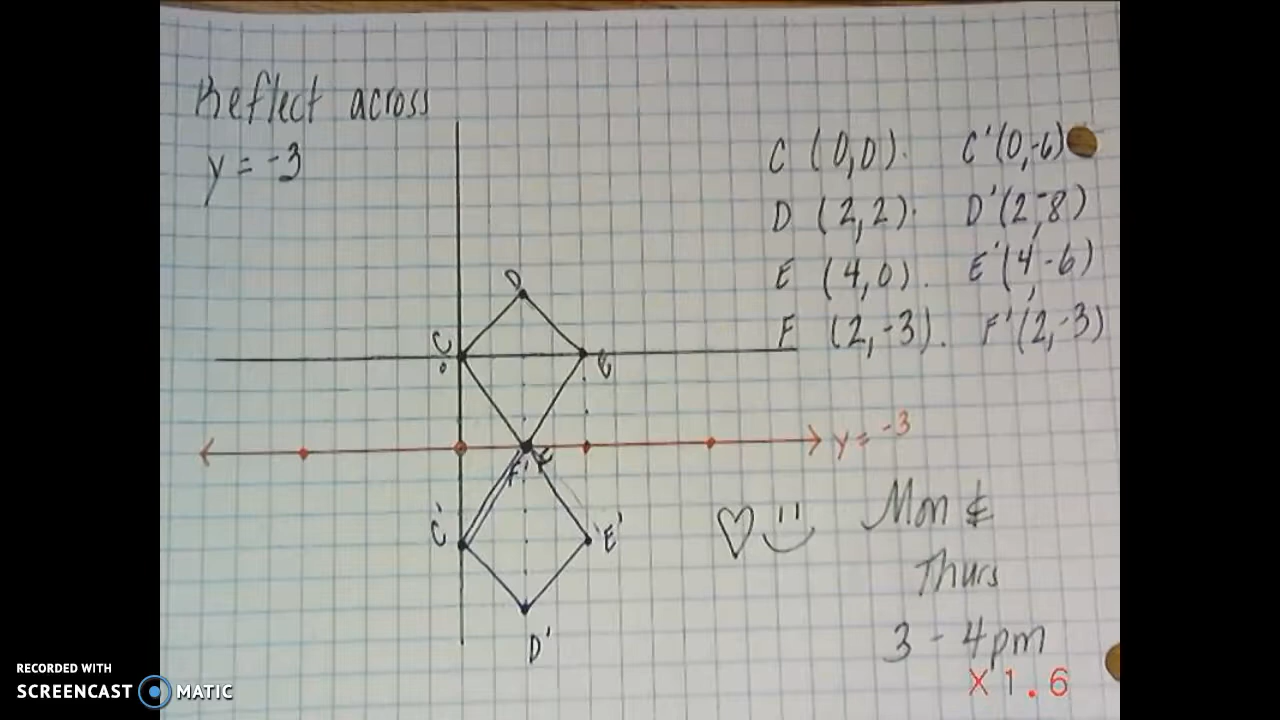 Reflect across
y = -3
C (0,0). C'(0,-6)
D (2,2). D'(2,-8)
E (4,0). E'(4,-6)
F (2,-3). F'(2,-3)
D
C
E
y = -3
F' F
C' E'
Mon &
Thurs
D'
3 - 4pm
RECORDED WITH
SCREENCAST MATIC
X1.6